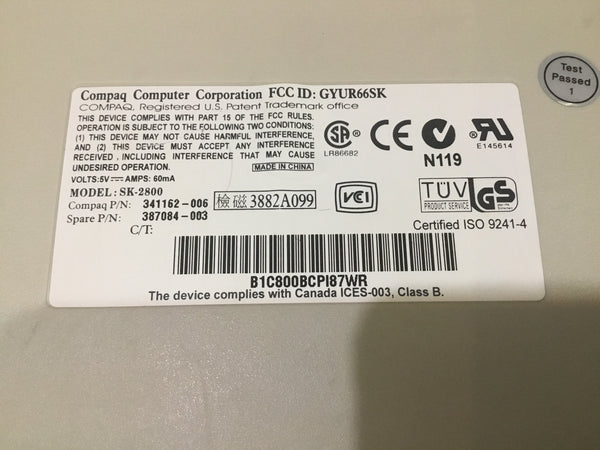 Compaq Computer Corporation FCC ID: GYUR66SK
COMPAQ, Registered U.S. Patent Trademark office
THIS DEVICE COMPLIES WITH PART 15 OF THE FCC RULES.
OPERATION IS SUBJECT TO THE FOLLOWING TWO CONDITIONS:
(1) THIS DEVICE MAY NOT CAUSE HARMFUL INTERFERENCE,
AND (2) THIS DEVICE MUST ACCEPT ANY INTERFERENCE
RECEIVED , INCLUDING INTERFERENCE THAT MAY CAUSE
UNDESIRED OPERATION.
MADE IN CHINA
VOLTS:5V AMPS: 60mA
MODEL: SK-2800
Compaq P/N: 341162-006
Spare P/N: 387084-003
C/T:
檢磁 3882A099
SA
LR86682
CE
N119
RU
E145614
VCI
TÜV
PRODUCT SERVICE
GS
Certified ISO 9241-4
B1C800BCPI87WR
The device complies with Canada ICES-003, Class B.
Test
Passed
1